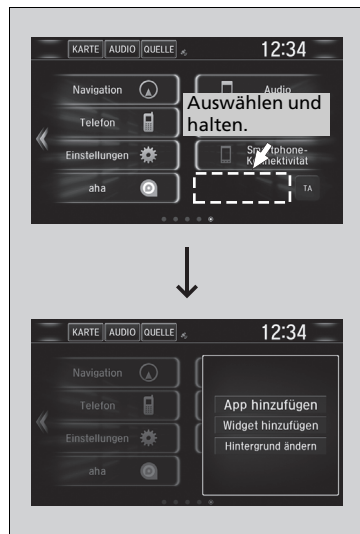 KARTE AUDIO QUELLE 12:34
Navigation Audio
Auswählen und
halten.
Telefon
Einstellungen Smartphone-
Konnektivität
aha TA
KARTE AUDIO QUELLE 12:34
Navigation
Telefon App hinzufügen
Widget hinzufügen
Einstellungen Hintergrund ändern
aha